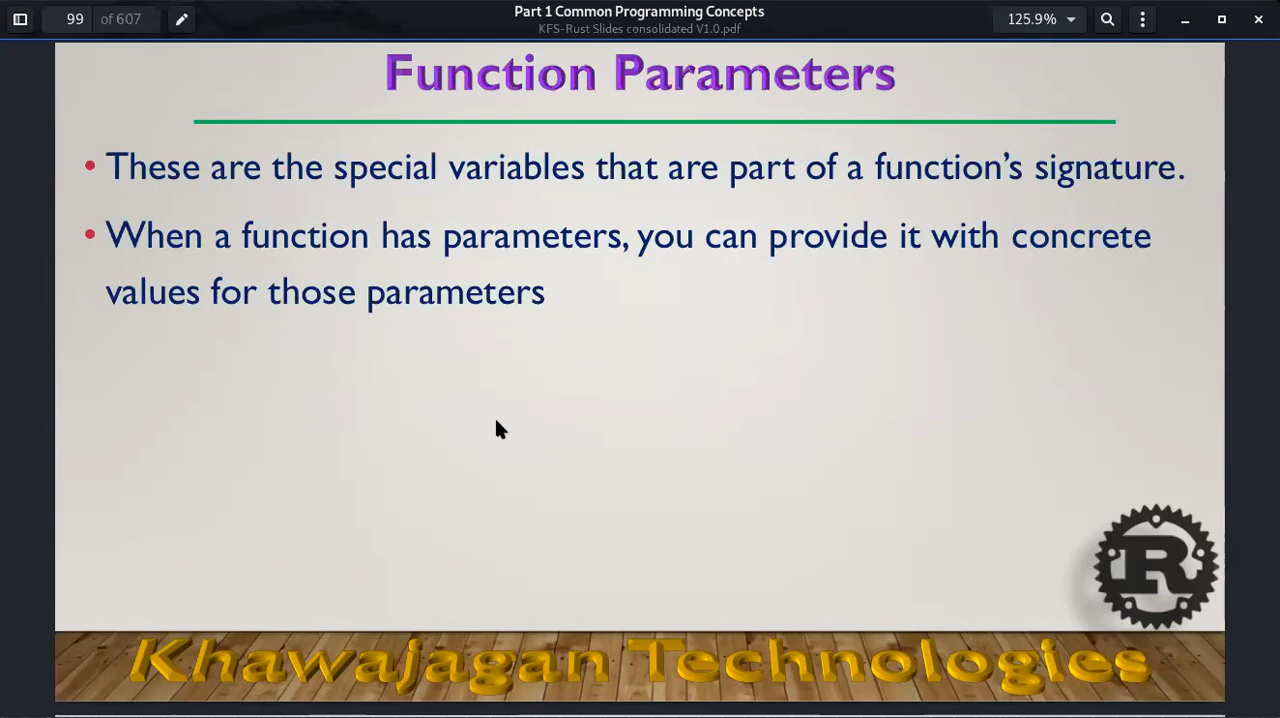 99 of 607
Part 1 Common Programming Concepts
KFS-Rust Slides consolidated V1.0.pdf
125.9%
Function Parameters
• These are the special variables that are part of a function’s signature.
• When a function has parameters, you can provide it with concrete
values for those parameters
R
Khawajagan Technologies